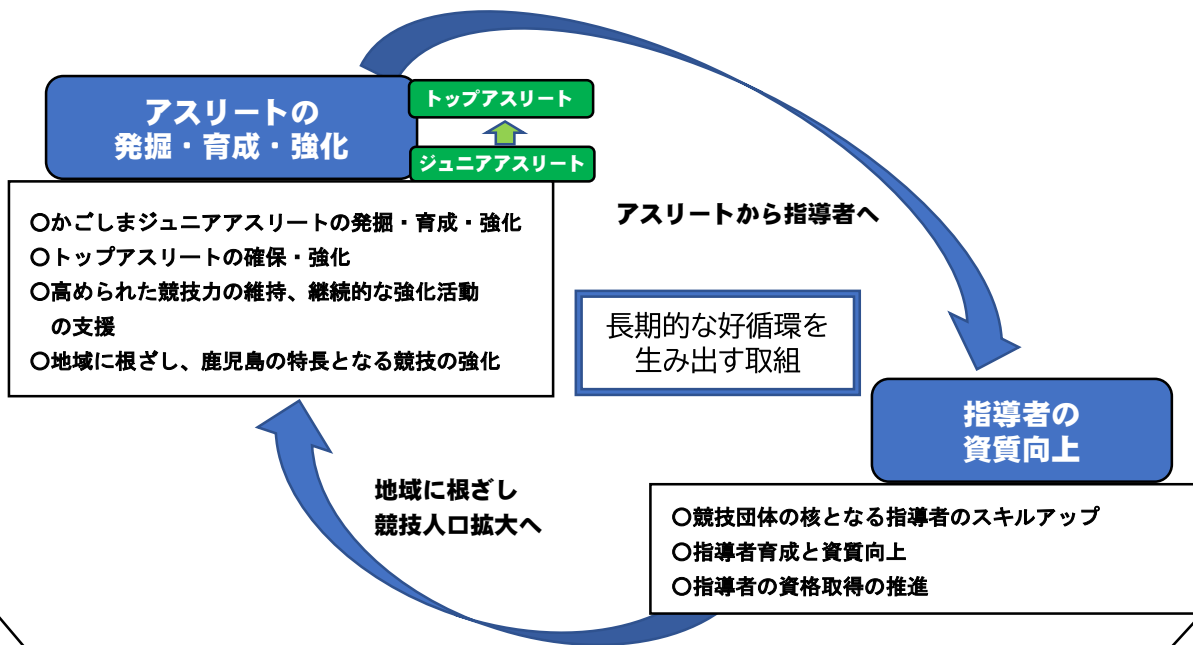 アスリートの
発掘・育成・強化
トップアスリート
ジュニアアスリート
〇かごしまジュニアアスリートの発掘・育成・強化
〇トップアスリートの確保・強化
〇高められた競技力の維持、継続的な強化活動
の支援
〇地域に根ざし、鹿児島の特長となる競技の強化
アスリートから指導者へ
長期的な好循環を
生み出す取組
指導者の
資質向上
〇競技団体の核となる指導者のスキルアップ
〇指導者育成と資質向上
〇指導者の資格取得の推進
地域に根ざし
競技人口拡大へ